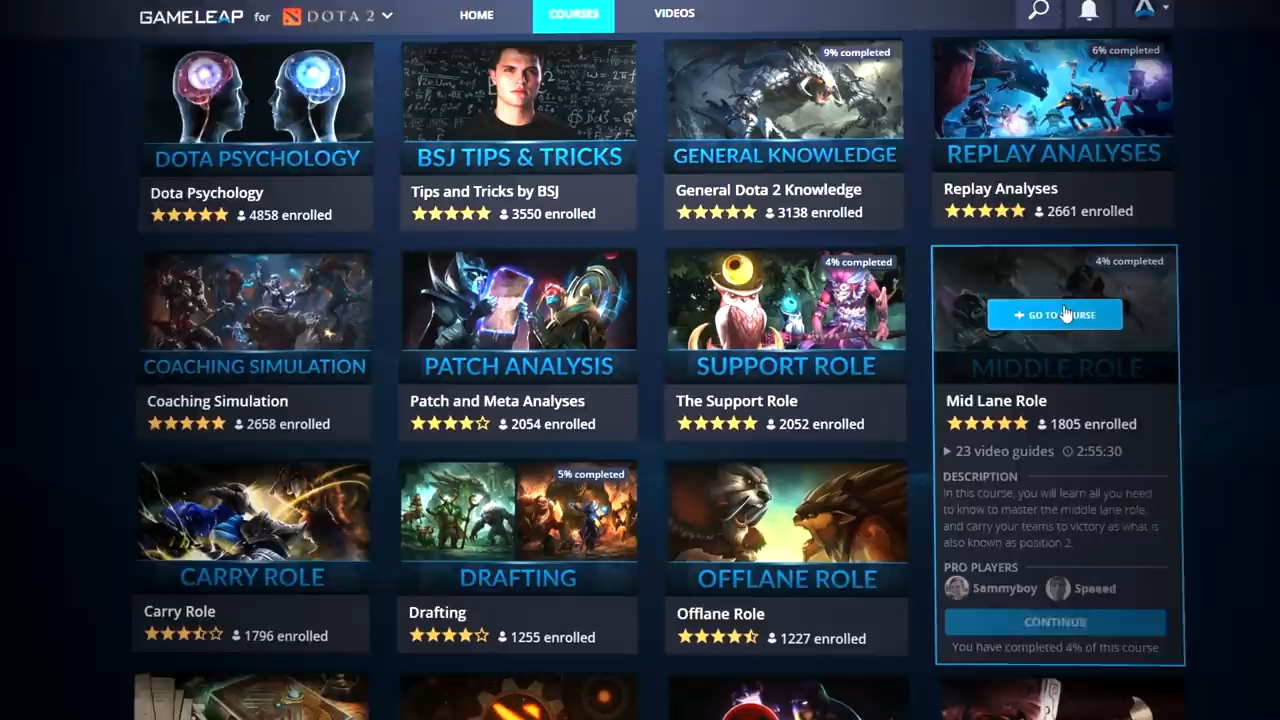 GAMELEAP for DOTA 2
HOME
COURSES
VIDEOS
DOTA PSYCHOLOGY
Dota Psychology
4858 enrolled
BSJ TIPS & TRICKS
Tips and Tricks by BSJ
3550 enrolled
9% completed
GENERAL KNOWLEDGE
General Dota 2 Knowledge
3138 enrolled
6% completed
REPLAY ANALYSES
Replay Analyses
2661 enrolled
COACHING SIMULATION
Coaching Simulation
2658 enrolled
PATCH ANALYSIS
Patch and Meta Analyses
2054 enrolled
4% completed
SUPPORT ROLE
The Support Role
2052 enrolled
4% completed
GO TO COURSE
MIDDLE ROLE
Mid Lane Role
1805 enrolled
23 video guides 2:55:30
DESCRIPTION
In this course, you will learn all you need
to know to master the middle lane role,
and carry your teams to victory as what is
also known as position 2.
PRO PLAYERS
Sammyboy Speeed
CONTINUE
You have completed 4% of this course
CARRY ROLE
Carry Role
1796 enrolled
5% completed
DRAFTING
Drafting
1255 enrolled
OFFLANE ROLE
Offlane Role
1227 enrolled